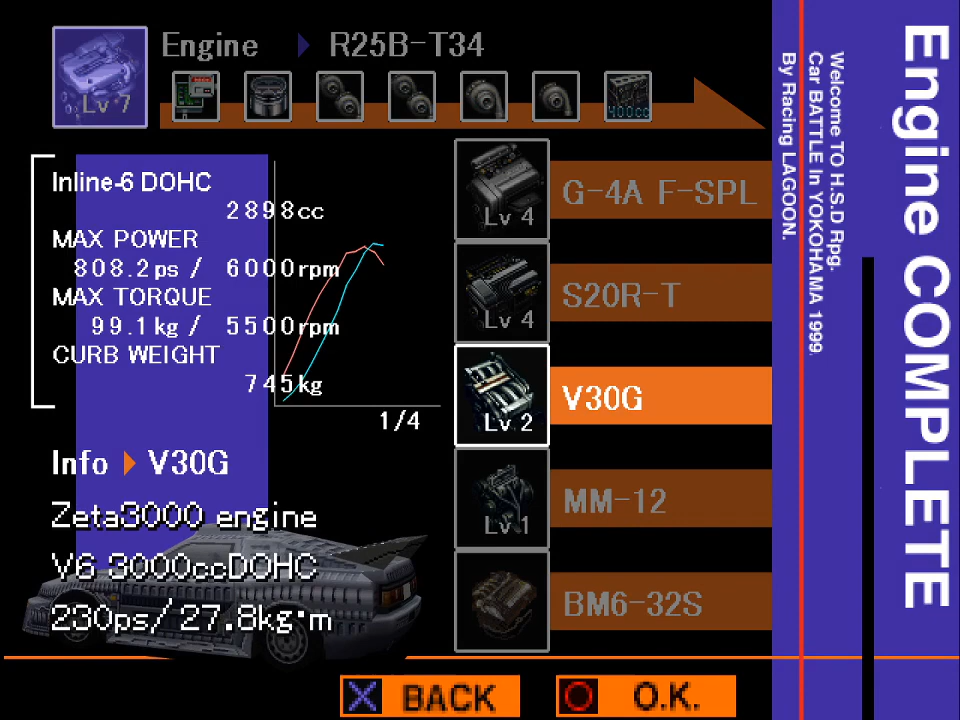 Engine R25B-T34
Lv 7
400cc
Inline-6 DOHC
2898cc
MAX POWER
808.2ps / 6000rpm
MAX TORQUE
99.1kg / 5500rpm
CURB WEIGHT
745kg
1/4
Info V30G
Zeta3000 engine
V6 3000ccDOHC
230ps/27.8kg·m
Lv 4
G-4A F-SPL
Lv 4
S20R-T
Lv 2
V30G
Lv 1
MM-12
BM6-32S
X BACK
O O.K.
Engine COMPLETE
Welcome TO H.S.D Rpg.
Car BATTLE In YOKOHAMA 1999
By Racing LAGOON.